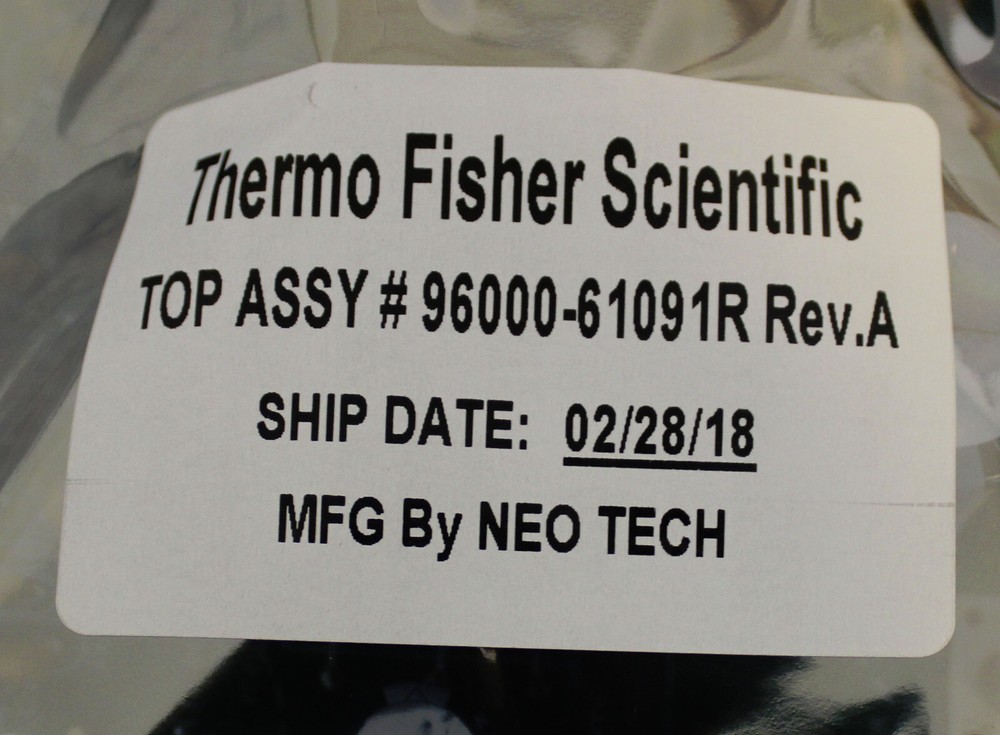 Thermo Fisher Scientific
TOP ASSY # 96000-61091R Rev.A
SHIP DATE: 02/28/18
MFG By NEO TECH